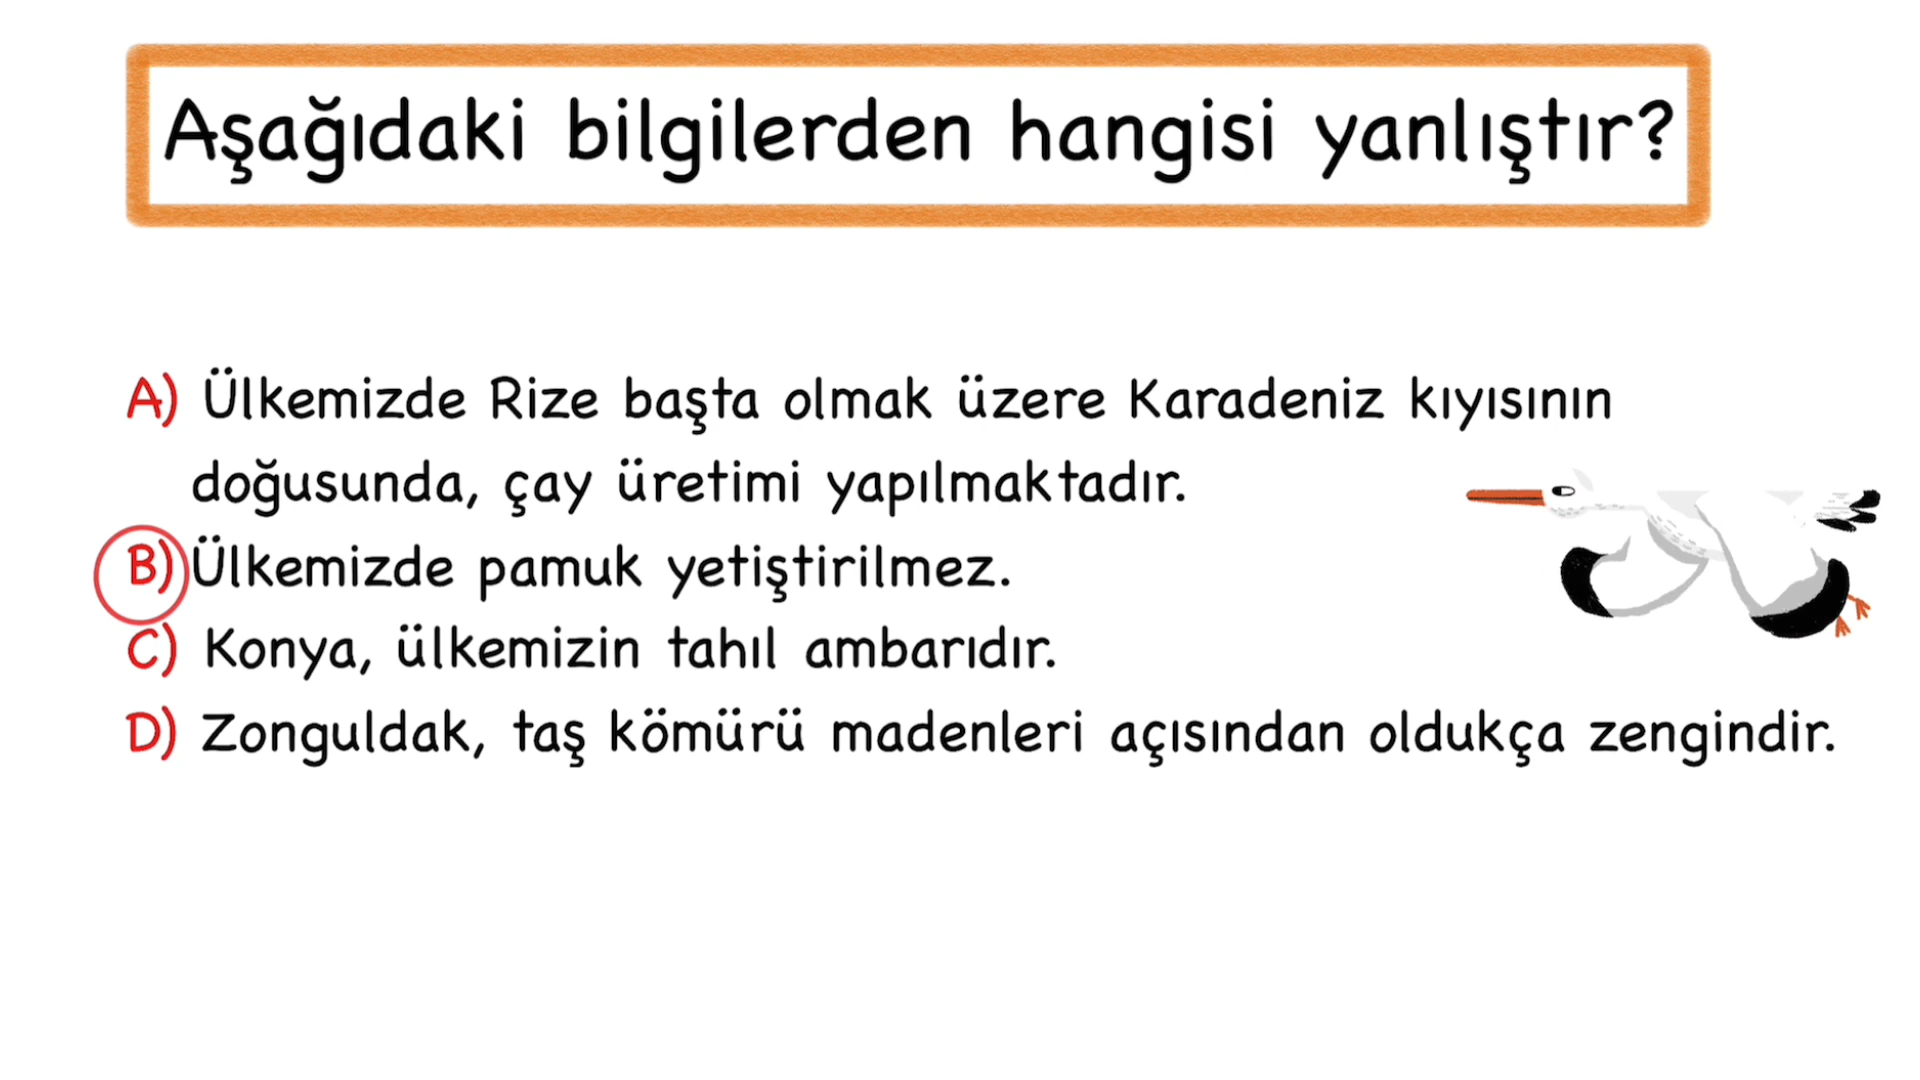 Aşağıdaki bilgilerden hangisi yanlıştır?
A) Ülkemizde Rize başta olmak üzere Karadeniz kıyısının
doğusunda, çay üretimi yapılmaktadır.
B) Ülkemizde pamuk yetiştirilmez.
C) Konya, ülkemizin tahıl ambarıdır.
D) Zonguldak, taş kömürü madenleri açısından oldukça zengindir.